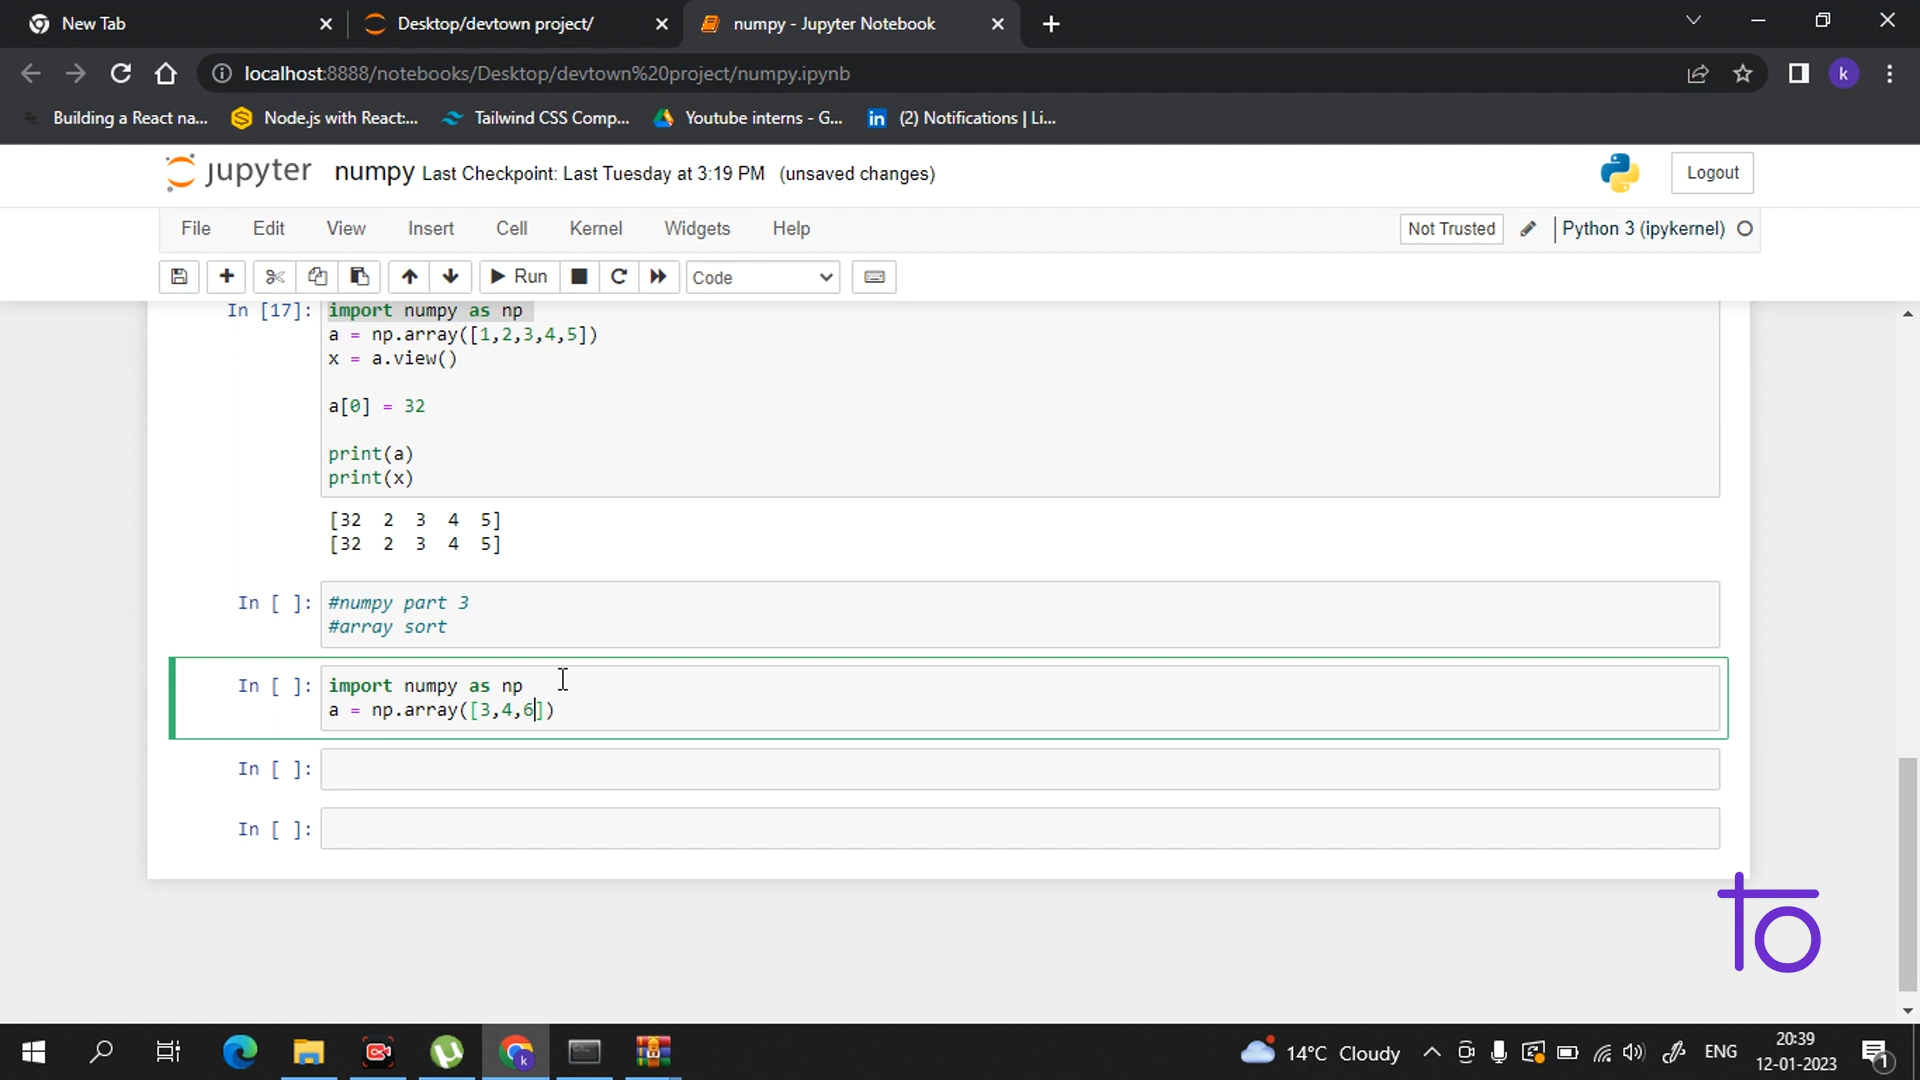 New Tab
Desktop/devtown project/
numpy - Jupyter Notebook
localhost:8888/notebooks/Desktop/devtown%20project/numpy.ipynb
k
Building a React na...
Node.js with React:...
Tailwind CSS Comp...
Youtube interns - G...
(2) Notifications | Li...
jupyter numpy Last Checkpoint: Last Tuesday at 3:19 PM (unsaved changes)
Logout
File Edit View Insert Cell Kernel Widgets Help
Not Trusted
Python 3 (ipykernel)
Run
Code
In [17]: import numpy as np
a = np.array([1,2,3,4,5])
x = a.view()
a[0] = 32
print(a)
print(x)
[32 2 3 4 5]
[32 2 3 4 5]
In [ ]: #numpy part 3
#array sort
In [ ]: import numpy as np
a = np.array([3,4,6])
In [ ]:
In [ ]:
to
14°C Cloudy
ENG
20:39
12-01-2023
1